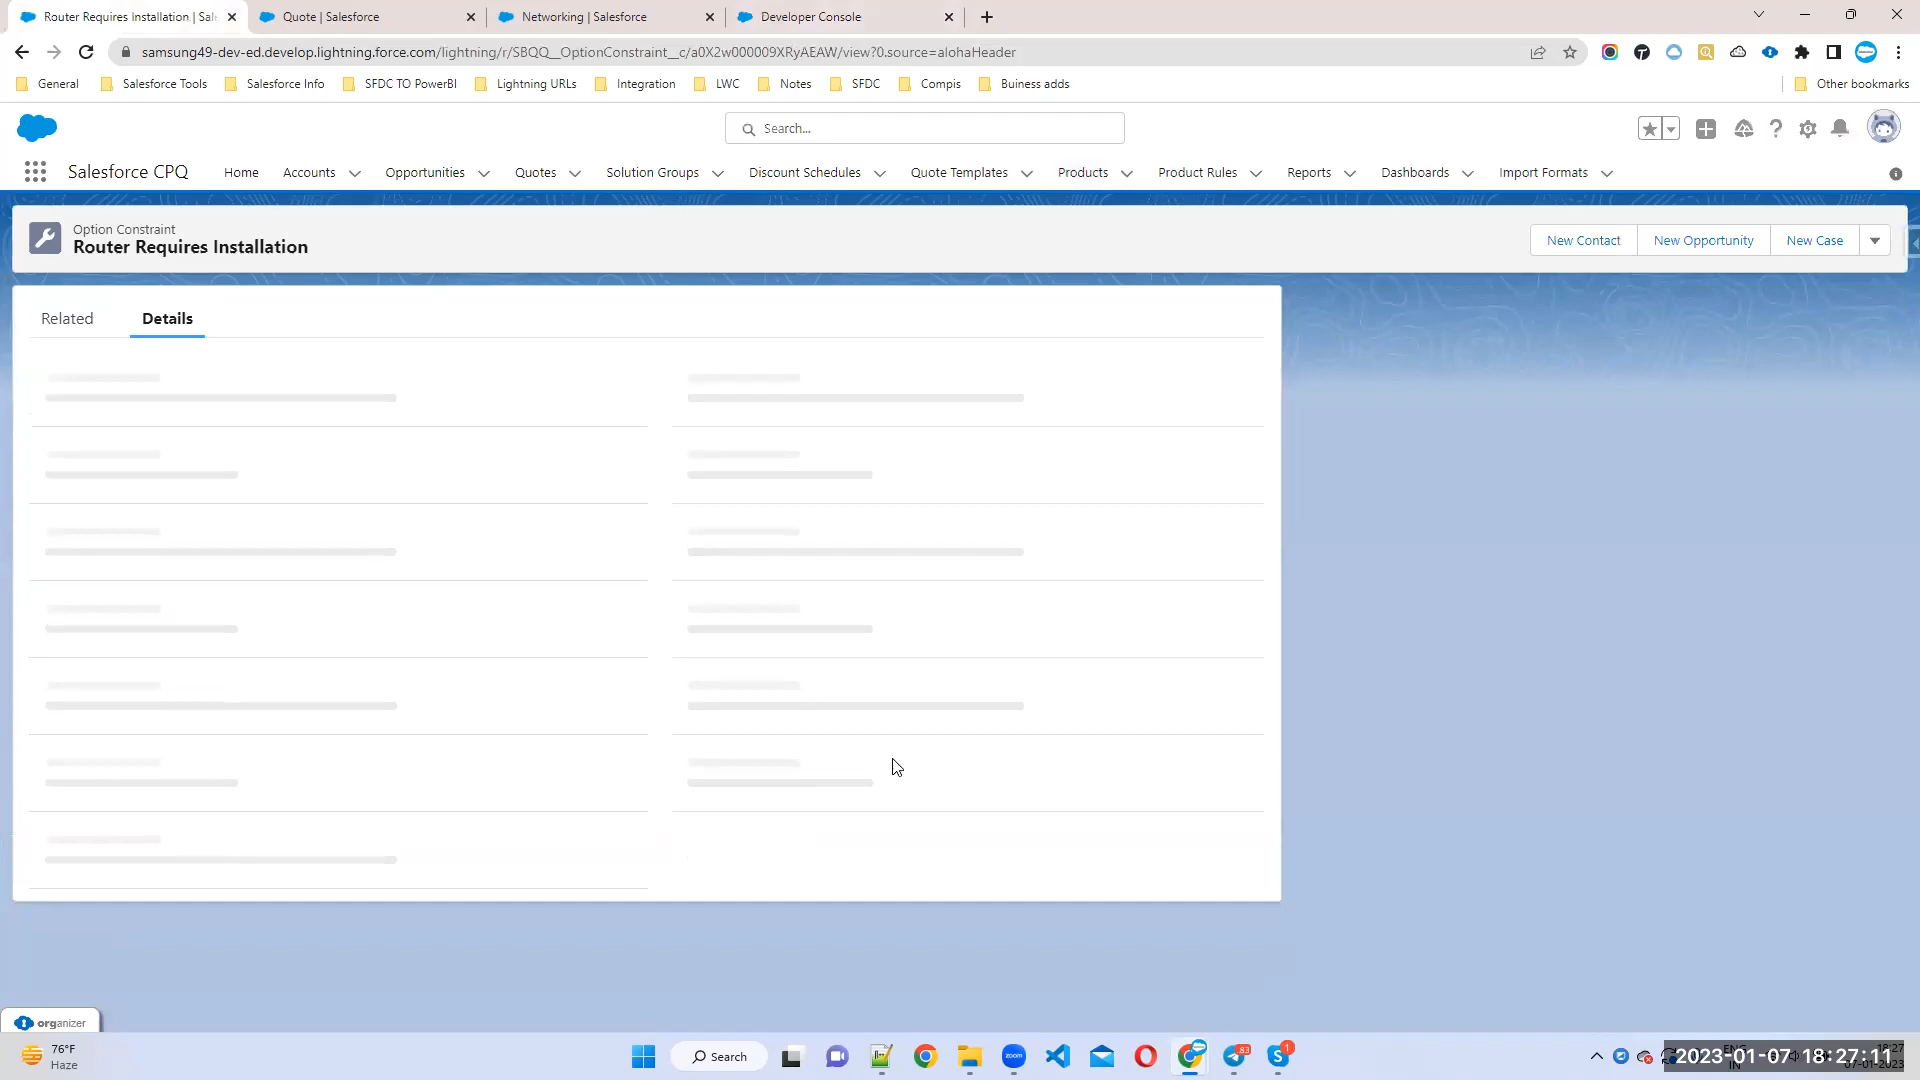 Router Requires Installation | Sal
Quote | Salesforce
Networking | Salesforce
Developer Console
samsung49-dev-ed.develop.lightning.force.com/lightning/r/SBQQ__OptionConstraint__c/a0X2w000009XRyAEAW/view?0.source=alohaHeader
General
Salesforce Tools
Salesforce Info
SFDC TO PowerBI
Lightning URLs
Integration
LWC
Notes
SFDC
Compis
Buiness adds
Other bookmarks
Search...
Salesforce CPQ
Home
Accounts
Opportunities
Quotes
Solution Groups
Discount Schedules
Quote Templates
Products
Product Rules
Reports
Dashboards
Import Formats
Option Constraint
Router Requires Installation
New Contact
New Opportunity
New Case
Related
Details
organizer
76°F
Haze
Search
zoom
83
1
2023-01-07 18:27:11